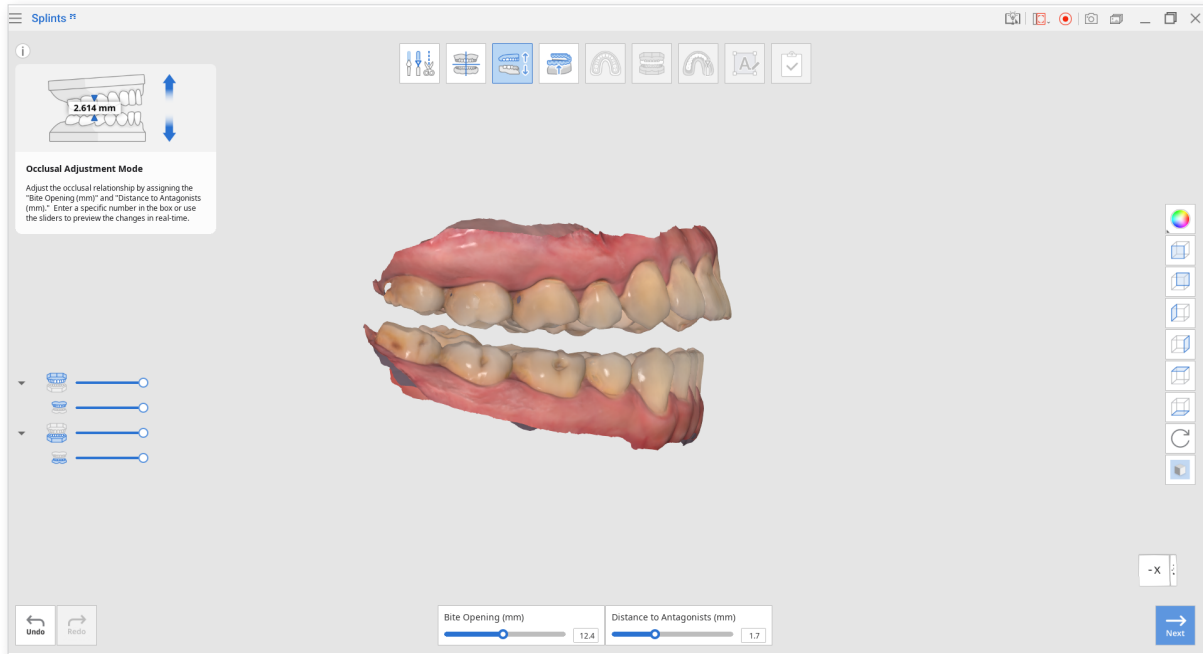 Splints
2.614 mm
Occlusal Adjustment Mode
Adjust the occlusal relationship by assigning the
"Bite Opening (mm)" and "Distance to Antagonists
(mm)." Enter a specific number in the box or use
the sliders to preview the changes in real-time.
A
- X
Undo
Redo
Bite Opening (mm)
12.4
Distance to Antagonists (mm)
1.7
Next